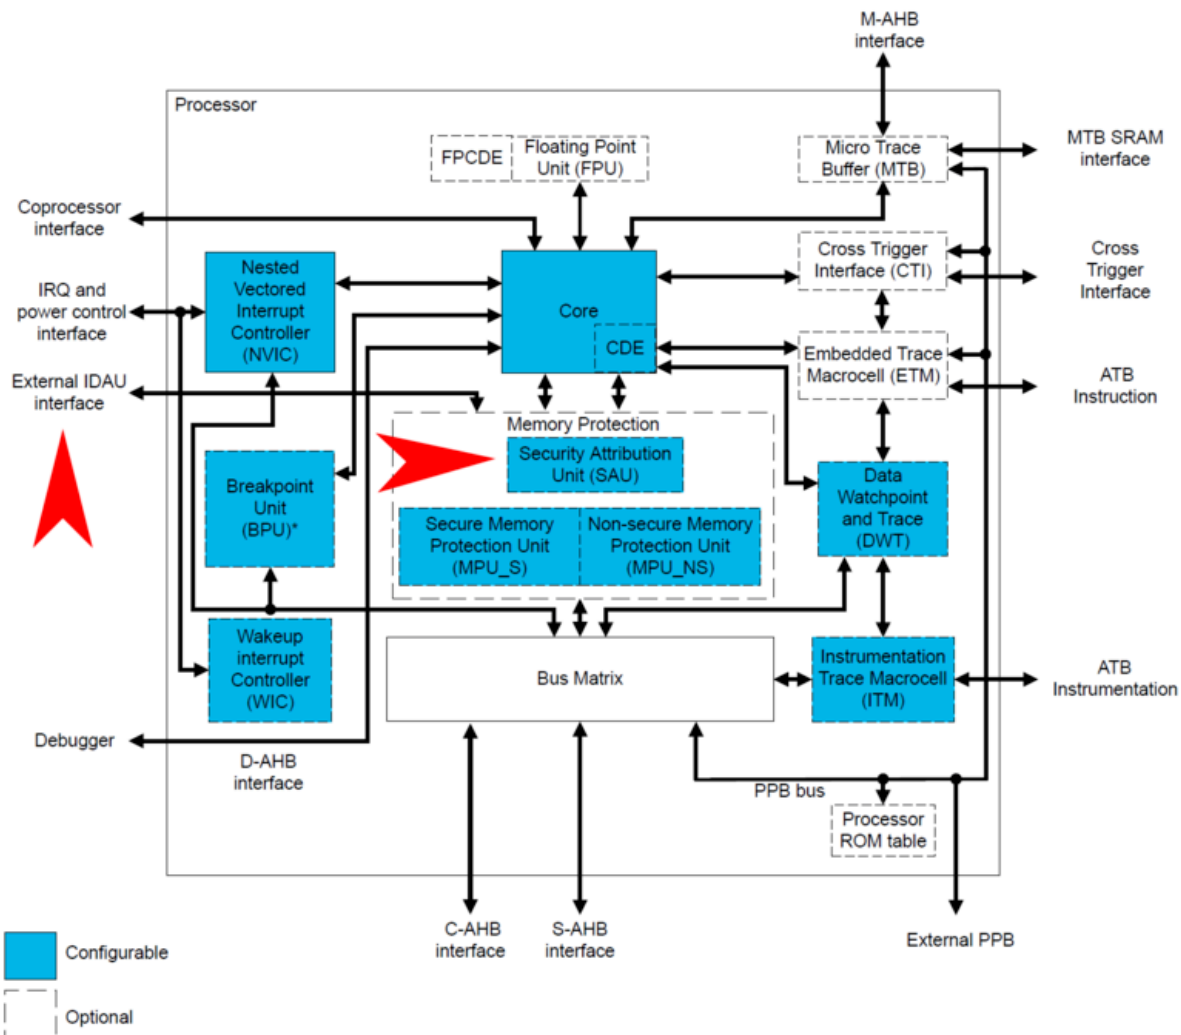 M-AHB
interface
Processor
FPCDE
Floating Point
Unit (FPU)
Micro Trace
Buffer (MTB)
MTB SRAM
interface
Coprocessor
interface
Nested
Vectored
Interrupt
Controller
(NVIC)
Core
CDE
Cross Trigger
Interface (CTI)
Cross
Trigger
Interface
IRQ and
power control
interface
External IDAU
interface
Embedded Trace
Macrocell (ETM)
ATB
Instruction
Memory Protection
Security Attribution
Unit (SAU)
Breakpoint
Unit
(BPU)*
Data
Watchpoint
and Trace
(DWT)
Secure Memory
Protection Unit
(MPU_S)
Non-secure Memory
Protection Unit
(MPU_NS)
Wakeup
interrupt
Controller
(WIC)
Bus Matrix
Instrumentation
Trace Macrocell
(ITM)
ATB
Instrumentation
Debugger
D-AHB
interface
PPB bus
Processor
ROM table
C-AHB
interface
S-AHB
interface
External PPB
Configurable
Optional